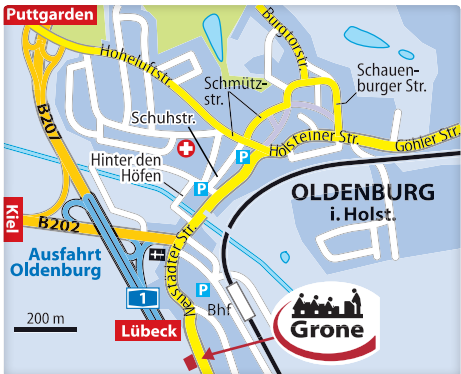 Puttgarden
Hoheluftstr.
Burgtorstr.
B207
Schmütz-
str.
Schauen-
burger Str.
Schuhstr.
Holsteiner Str.
Göhler Str.
Hinter den
Höfen
P
P
P
P
OLDENBURG
i. Holst.
Kiel
B202
Neustädter Str.
Ausfahrt
Oldenburg
1
Bhf
200 m
Lübeck
Grone